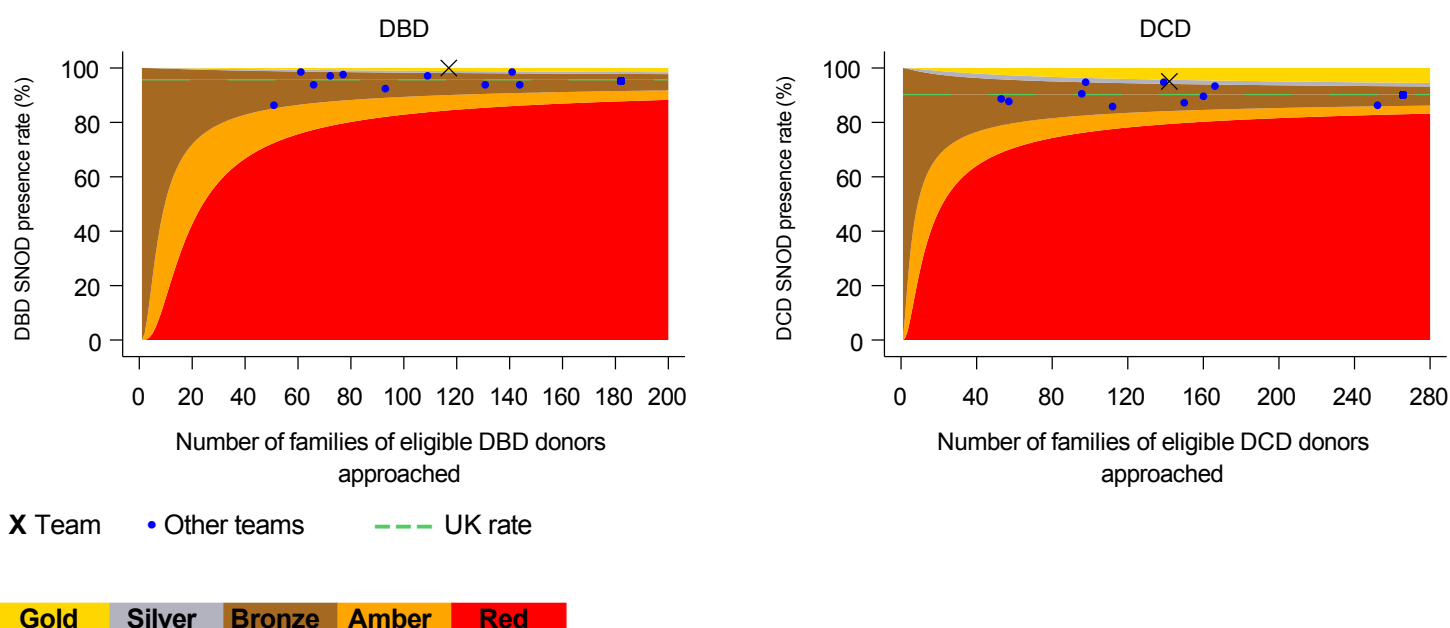 DBD
DBD SNOD presence rate (%)
100
80
60
40
20
0
0 20 40 60 80 100 120 140 160 180 200
Number of families of eligible DBD donors
approached
DCD
DCD SNOD presence rate (%)
100
80
60
40
20
0
0 40 80 120 160 200 240 280
Number of families of eligible DCD donors
approached
X Team • Other teams UK rate
Gold Silver Bronze Amber Red